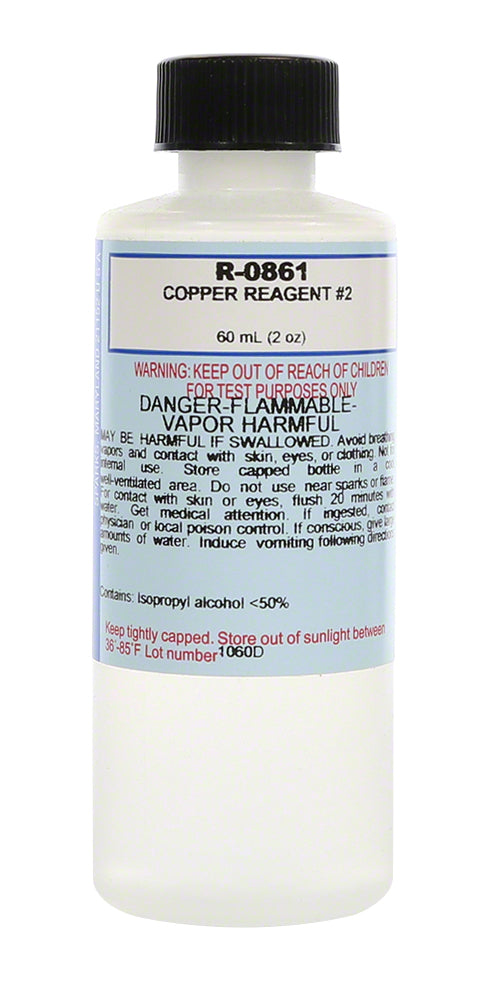 R-0861
COPPER REAGENT #2
60 mL (2 oz)
WARNING: KEEP OUT OF REACH OF CHILDREN
FOR TEST PURPOSES ONLY
DANGER-FLAMMABLE-
VAPOR HARMFUL
MAY BE HARMFUL IF SWALLOWED. Avoid breathing
vapors and contact with skin, eyes, or clothing. Not for
internal use. Store capped bottle in a cool,
well-ventilated area. Do not use near sparks or flame.
For contact with skin or eyes, flush 20 minutes with
water. Get medical attention. If ingested, contact
physician or local poison control. If conscious, give large
amounts of water. Induce vomiting following directions
given.
Contains: Isopropyl alcohol <50%
Keep tightly capped. Store out of sunlight between
36°-85°F Lot number 1060D